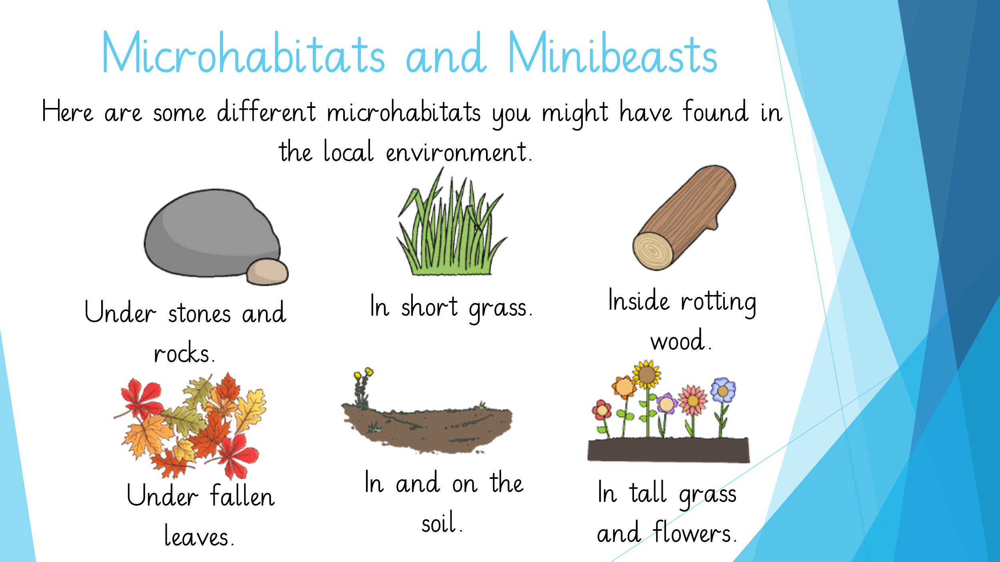 Microhabitats and Minibeasts
Here are some different microhabitats you might have found in
the local environment.
Under stones and
rocks.
In short grass.
Inside rotting
wood.
Under fallen
leaves.
In and on the
soil.
In tall grass
and flowers.